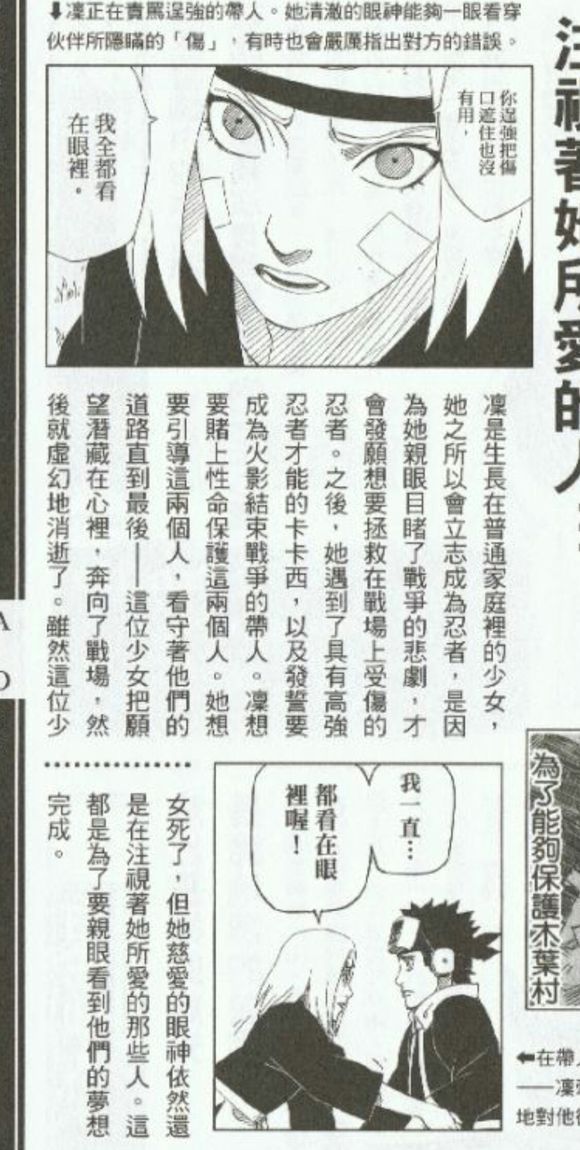 ⬇凜正在責罵逞強的帶人。她清澈的眼神能夠一眼看穿
伙伴所隱瞞的「傷」，有時也會嚴厲指出對方的錯誤。
注視著她所愛的人
你逞強把傷
口遮住也沒
有用，
我全都看
在眼裡。
凜是生長在普通家庭裡的少女，
她之所以會立志成為忍者，是因
為她親眼目睹了戰爭的悲劇，才
會發願想要拯救在戰場上受傷的
忍者。之後，她遇到了具有高強
忍者才能的卡卡西，以及發誓要
成為火影結束戰爭的帶人。凜想
要賭上性命保護這兩個人。她想
要引導這兩個人，看守著他們的
道路直到最後——這位少女把願
望潛藏在心裡，奔向了戰場，然
後就虛幻地消逝了。雖然這位少
我一直…
都看在眼
裡喔！
女死了，但她慈愛的眼神依然還
是在注視著她所愛的那些人。這
都是為了要親眼看到他們的夢想
完成。
為了能夠保護木葉村
⬅在帶
——凜
地對他
A